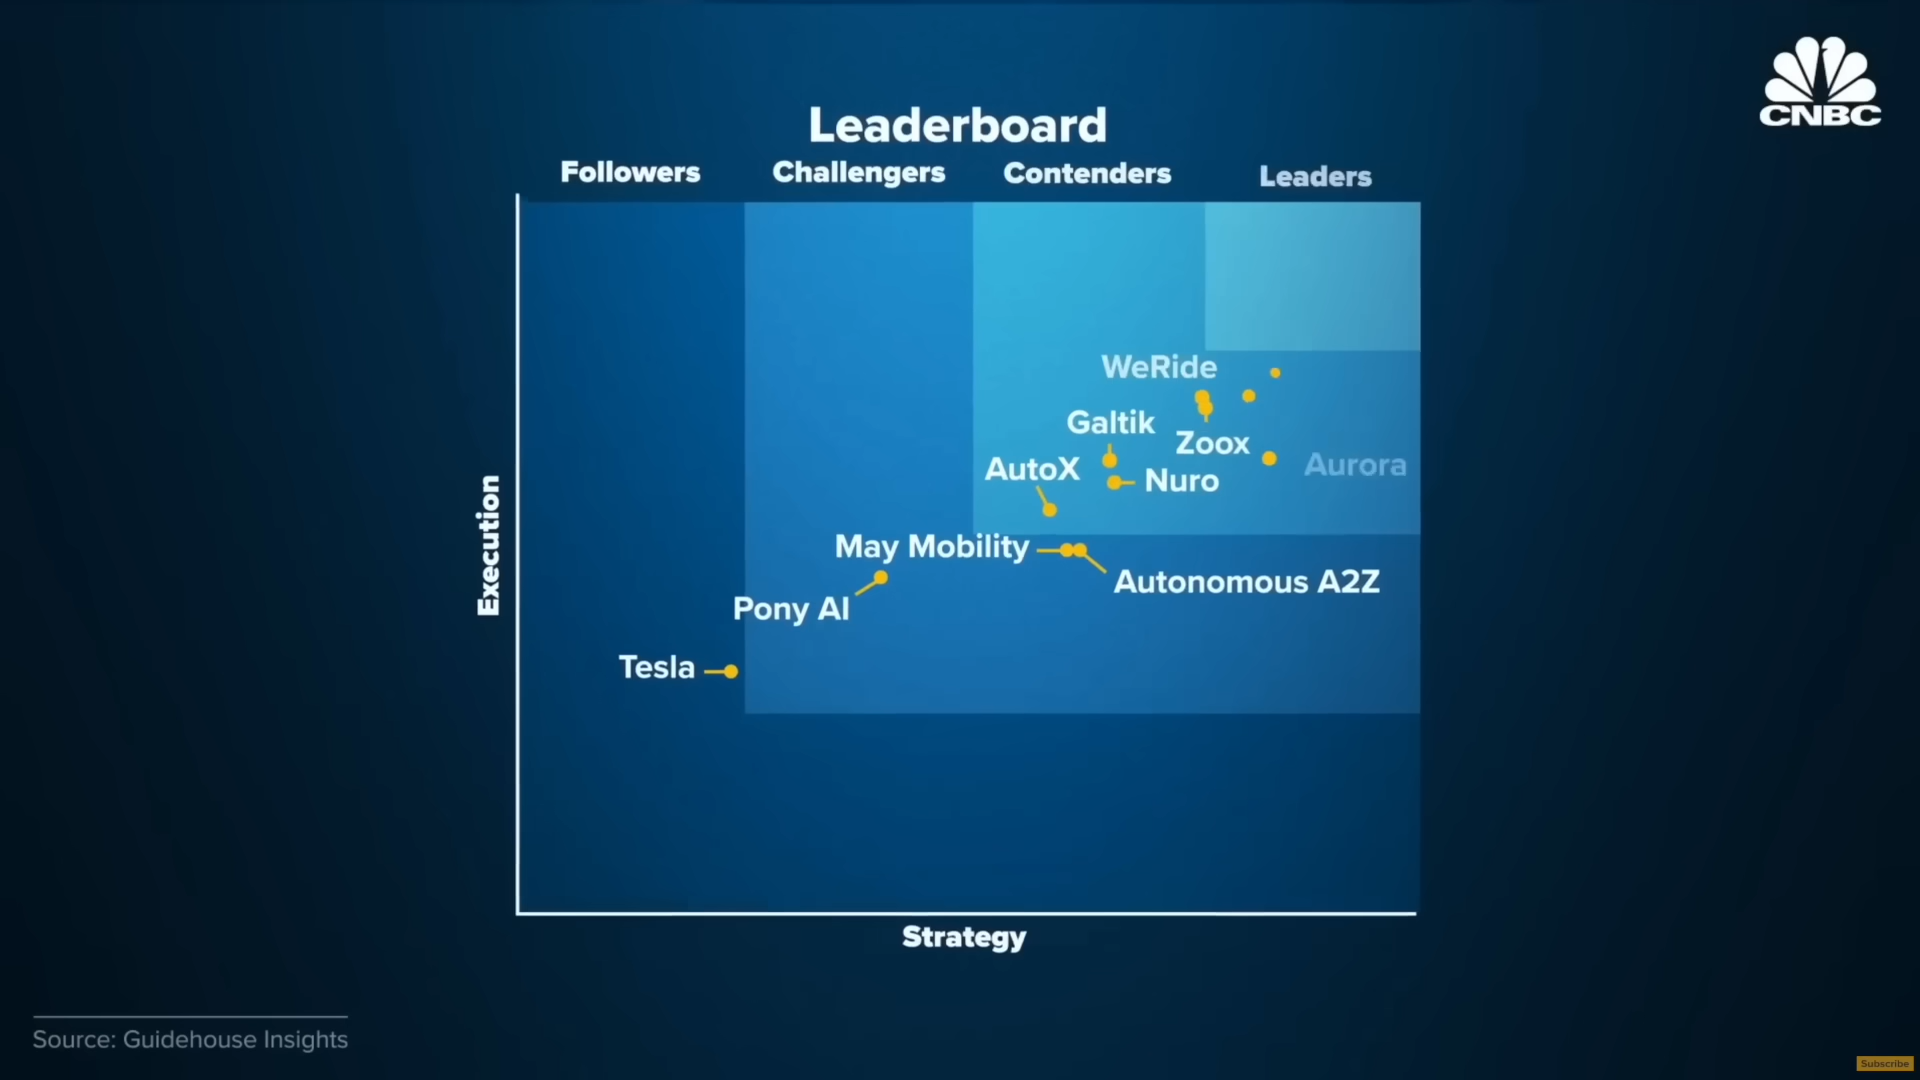 CNBC
Leaderboard
Followers
Challengers
Contenders
Leaders
WeRide
Galtik
Zoox
AutoX
Aurora
Nuro
May Mobility
Autonomous A2Z
Pony AI
Tesla
Execution
Strategy
Source: Guidehouse Insights
Subscribe